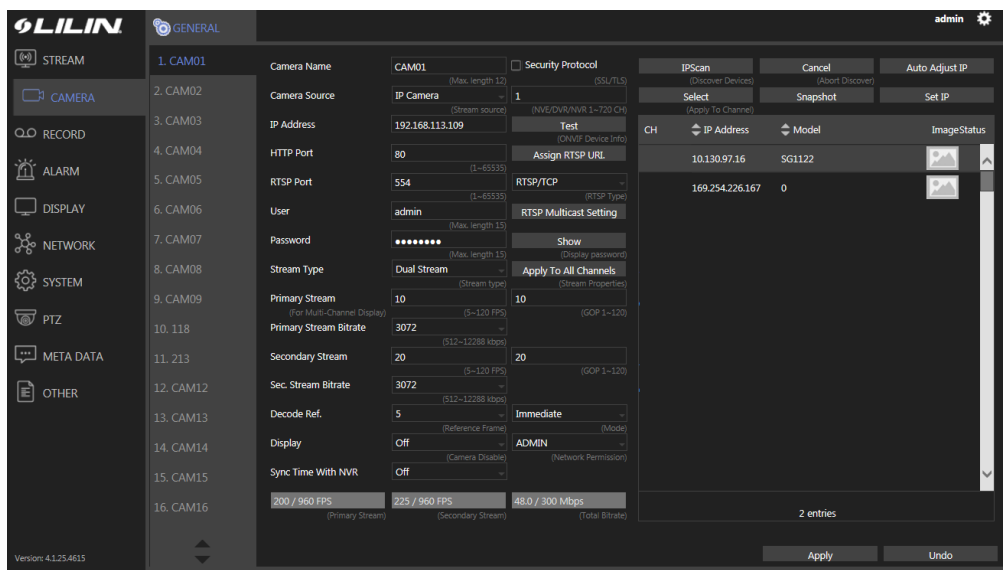 LILIN
GENERAL
admin
STREAM
CAMERA
RECORD
ALARM
DISPLAY
NETWORK
SYSTEM
PTZ
META DATA
OTHER
Version: 4.1.25.4615
1. CAM01
2. CAM02
3. CAM03
4. CAM04
5. CAM05
6. CAM06
7. CAM07
8. CAM08
9. CAM09
10. 118
11. 213
12. CAM12
13. CAM13
14. CAM14
15. CAM15
16. CAM16
Camera Name CAM01 Security Protocol
(Max. length 12) (SSL/TLS)
Camera Source IP Camera 1
(Stream source) (NVE/DVR/NVR 1~720 CH)
IP Address 192.168.113.109 Test
(ONVIF Device Info)
HTTP Port 80 Assign RTSP URL
(1~65535)
RTSP Port 554 RTSP/TCP
(1~65535) (RTSP Type)
User admin RTSP Multicast Setting
(Max. length 15)
Password ●●●●●●●● Show
(Max. length 15) (Display password)
Stream Type Dual Stream Apply To All Channels
(Stream type) (Stream Properties)
Primary Stream 10 10
(For Multi-Channel Display) (5~120 FPS) (GOP 1~120)
Primary Stream Bitrate 3072
(512~12288 kbps)
Secondary Stream 20 20
(5~120 FPS) (GOP 1~120)
Sec. Stream Bitrate 3072
(512~12288 kbps)
Decode Ref. 5 Immediate
(Reference Frame) (Mode)
Display Off ADMIN
(Camera Disable) (Network Permission)
Sync Time With NVR Off
200 / 960 FPS 225 / 960 FPS 48.0 / 300 Mbps
(Primary Stream) (Secondary Stream) (Total Bitrate)
IPScan Cancel Auto Adjust IP
(Discover Devices) (Abort Discover)
Select Snapshot Set IP
(Apply To Channel)
CH IP Address Model ImageStatus
10.130.97.16 SG1122
169.254.226.167 0
2 entries
Apply Undo